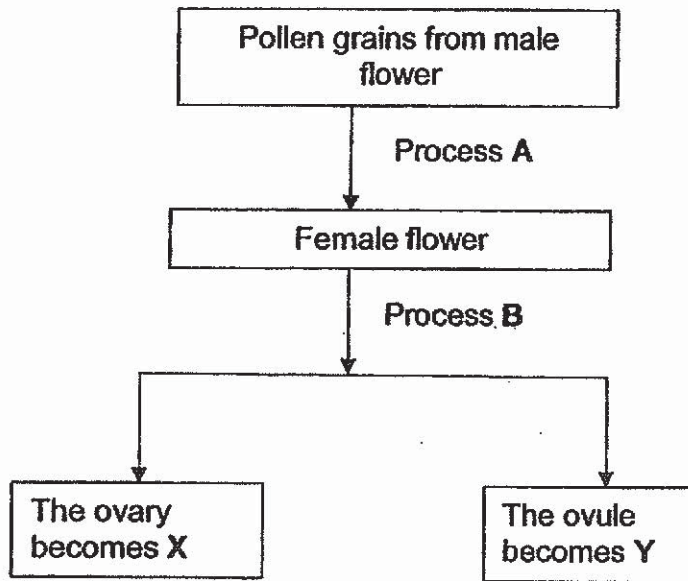 Pollen grains from male
flower
Process A
Female flower
Process B
The ovary
becomes X
The ovule
becomes Y